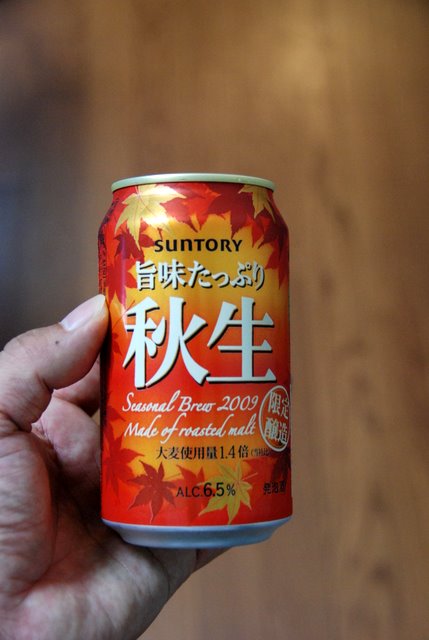 SUNTORY
旨味たっぷり
秋生
Seasonal Brew 2009
Made of roasted malt
限定
醸造
大麦使用量1.4倍
ALC.6.5%
発泡酒